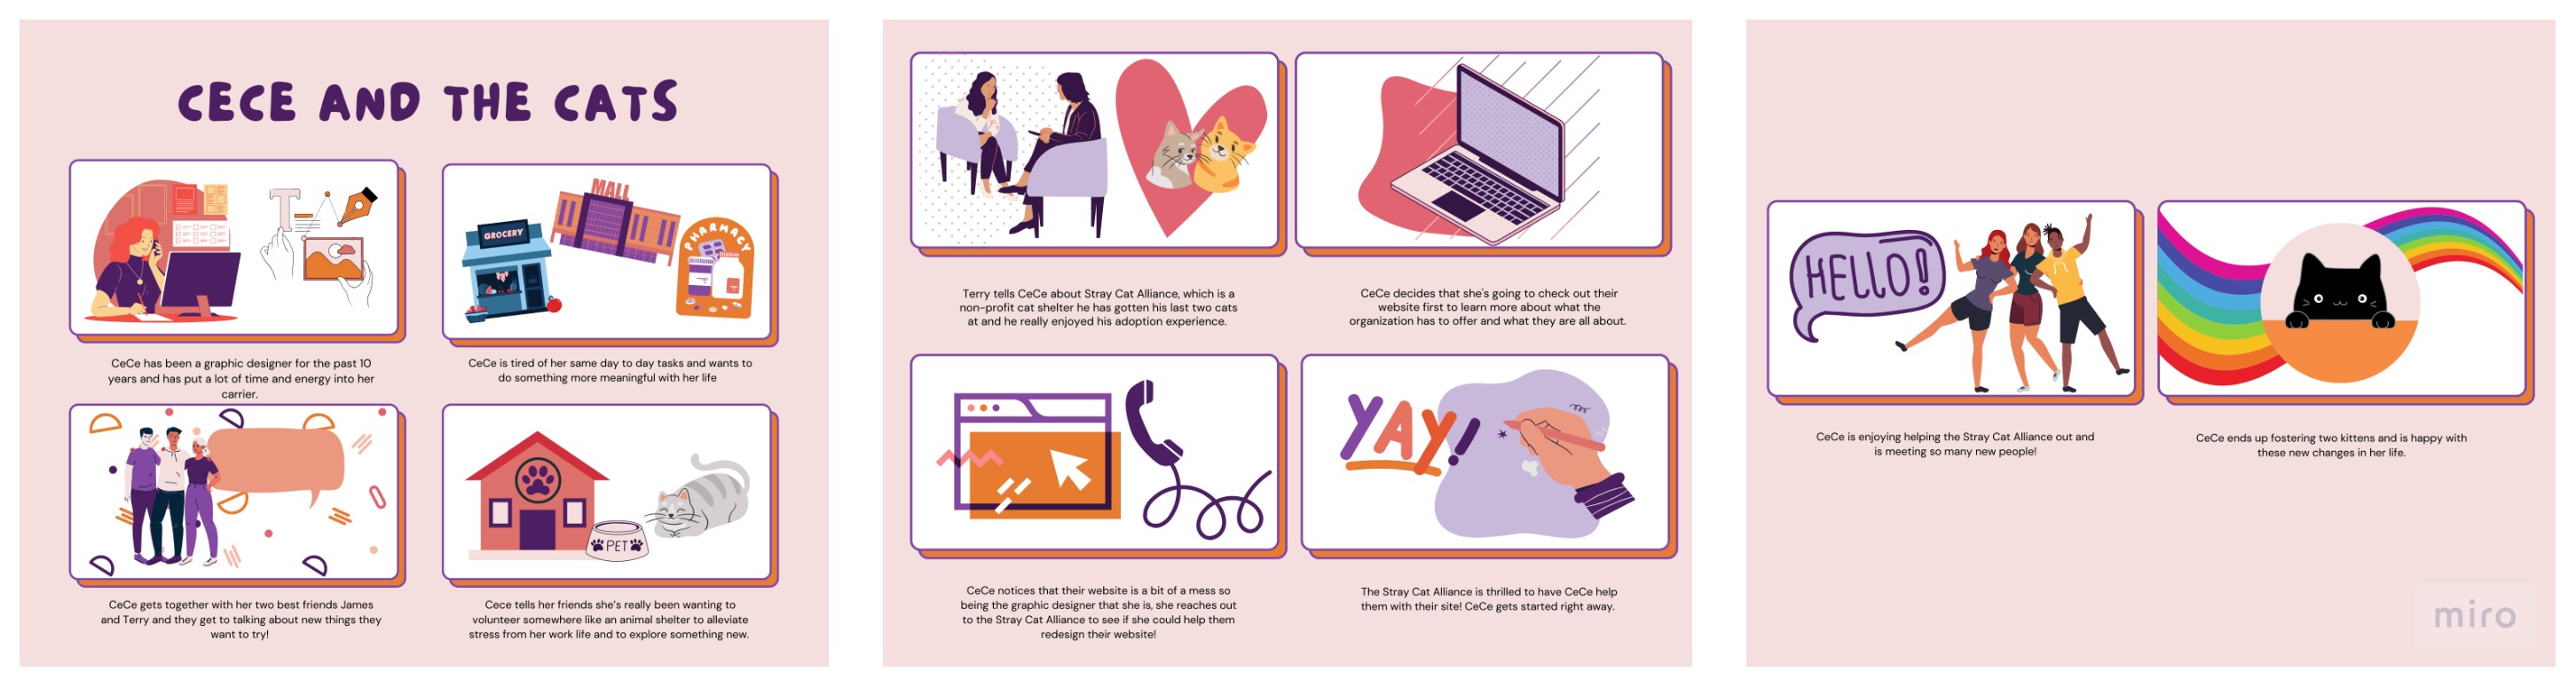 CECE AND THE CATS
GROCERY
MALL
PHARMACY
CeCe has been a graphic designer for the past 10
years and has put a lot of time and energy into her
carrier.
CeCe is tired of her same day to day tasks and wants to
do something more meaningful with her life
PET
CeCe gets together with her two best friends James
and Terry and they get to talking about new things they
want to try!
Cece tells her friends she's really been wanting to
volunteer somewhere like an animal shelter to alleviate
stress from her work life and to explore something new.
Terry tells CeCe about Stray Cat Alliance, which is a
non-profit cat shelter he has gotten his last two cats
at and he really enjoyed his adoption experience.
CeCe decides that she's going to check out their
website first to learn more about what the
organization has to offer and what they are all about.
YAY!
CeCe notices that their website is a bit of a mess so
being the graphic designer that she is, she reaches out
to the Stray Cat Alliance to see if she could help them
redesign their website!
The Stray Cat Alliance is thrilled to have CeCe help
them with their site! CeCe gets started right away.
HELLO!
CeCe is enjoying helping the Stray Cat Alliance out and
is meeting so many new people!
CeCe ends up fostering two kittens and is happy with
these new changes in her life.
miro